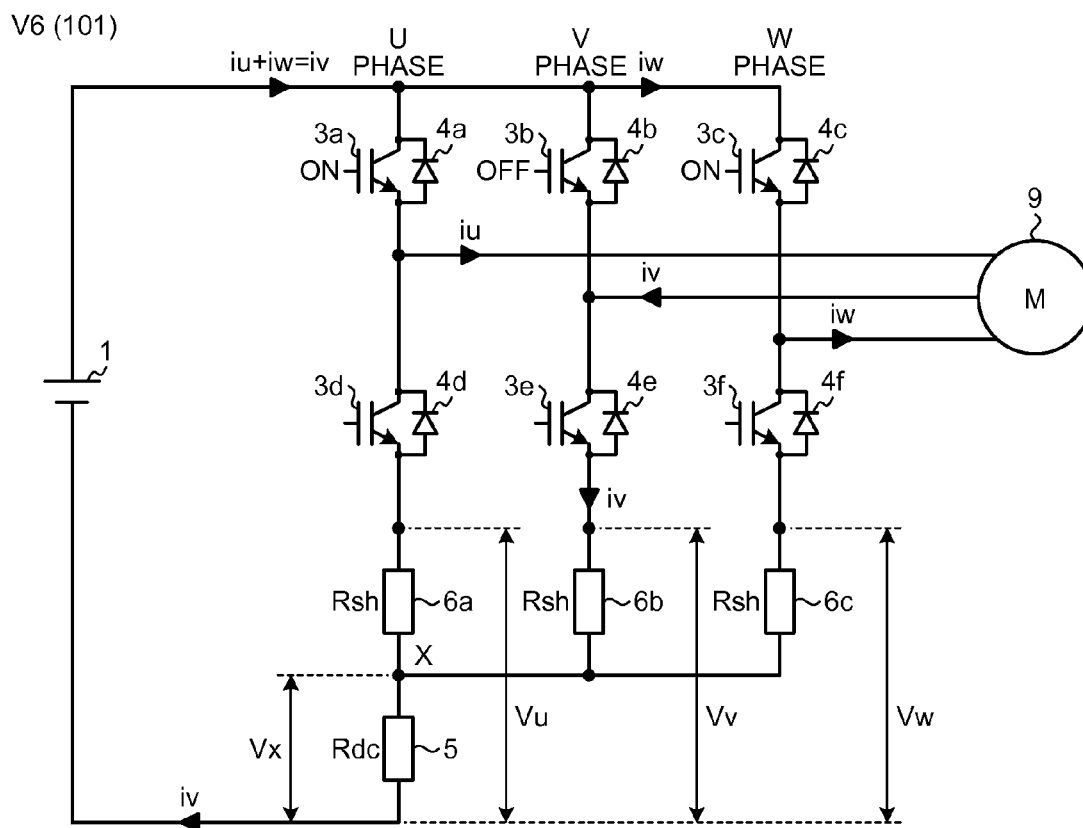 V6 (101)
iu+iw=iv
U
PHASE
V
PHASE
iw
W
PHASE
3a
4a
3b
4b
3c
4c
ON
OFF
ON
iu
9
iv
M
iw
1
3d
4d
3e
4e
3f
4f
iv
Rsh
6a
Rsh
6b
Rsh
6c
X
Vu
Vv
Vw
Vx
Rdc
5
iv